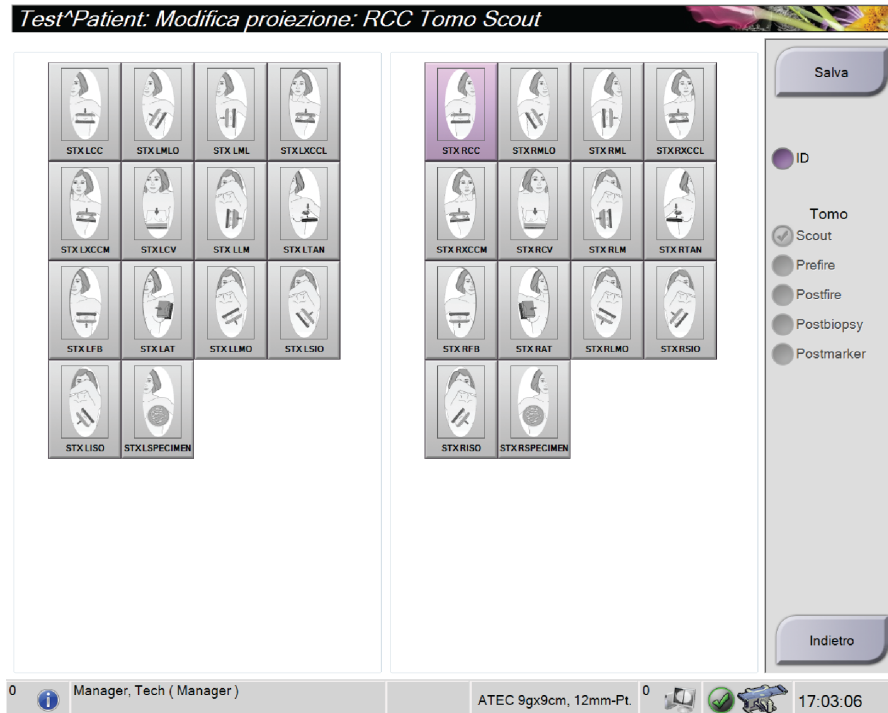 Test^Patient: Modifica proiezione: RCC Tomo Scout
STX LCC STX LMLO STX LML STX LXCCL
STX LXCCM STX LCV STX LLM STX LTAN
STX LFB STX LAT STX LLMO STX LSIO
STX LISO STX LSPECIMEN
STX RCC STX RMLO STX RML STX RXCCL
STX RXCCM STX RCV STX RLM STX RTAN
STX RFB STX RAT STX RLMO STX RSIO
STX RISO STX RSPECIMEN
Salva
ID
Tomo
Scout
Prefire
Postfire
Postbiopsy
Postmarker
Indietro
0 Manager, Tech ( Manager ) ATEC 9gx9cm, 12mm-Pt. 0 17:03:06